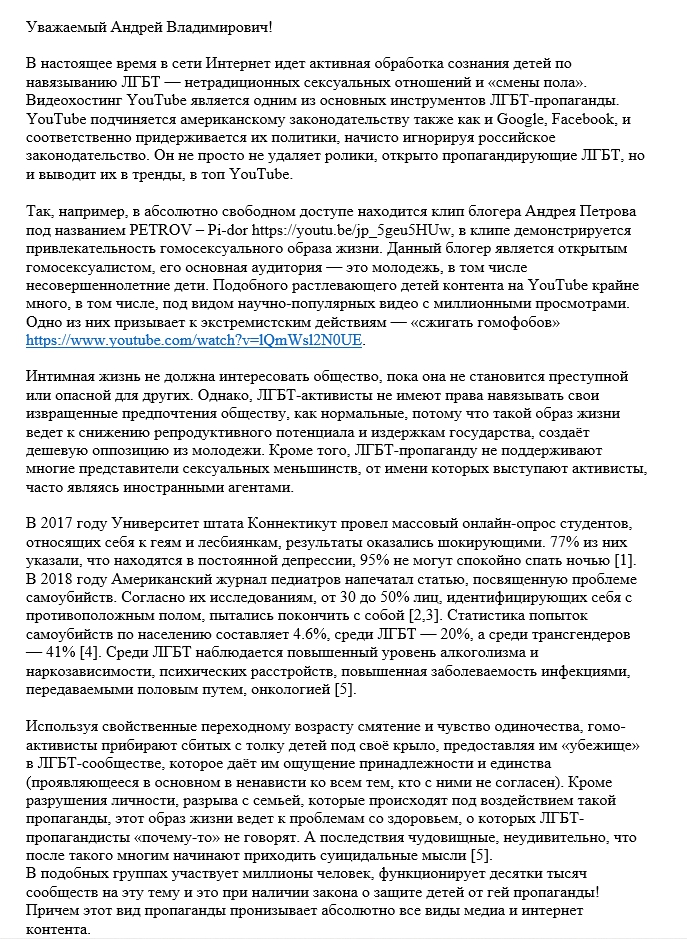 Уважаемый Андрей Владимирович!
В настоящее время в сети Интернет идет активная обработка сознания детей по
навязыванию ЛГБТ — нетрадиционных сексуальных отношений и «смены пола».
Видеохостинг YouTube является одним из основных инструментов ЛГБТ-пропаганды.
YouTube подчиняется американскому законодательству также как и Google, Facebook, и
соответственно придерживается их политики, начисто игнорируя российское
законодательство. Он не просто не удаляет ролики, открыто пропагандирующие ЛГБТ, но
и выводит их в тренды, в топ YouTube.
Так, например, в абсолютно свободном доступе находится клип блогера Андрея Петрова
под названием PETROV – Pi-dor https://youtu.be/jp_5geu5HUw, в клипе демонстрируется
привлекательность гомосексуального образа жизни. Данный блогер является открытым
гомосексуалистом, его основная аудитория — это молодежь, в том числе
несовершеннолетние дети. Подобного растлевающего детей контента на YouTube крайне
много, в том числе, под видом научно-популярных видео с миллионными просмотрами.
Одно из них призывает к экстремистским действиям — «сжигать гомофобов»
https://www.youtube.com/watch?v=lQmWsl2N0UE.
Интимная жизнь не должна интересовать общество, пока она не становится преступной
или опасной для других. Однако, ЛГБТ-активисты не имеют права навязывать свои
извращенные предпочтения обществу, как нормальные, потому что такой образ жизни
ведет к снижению репродуктивного потенциала и издержкам государства, создаёт
дешевую оппозицию из молодежи. Кроме того, ЛГБТ-пропаганду не поддерживают
многие представители сексуальных меньшинств, от имени которых выступают активисты,
часто являясь иностранными агентами.
В 2017 году Университет штата Коннектикут провел массовый онлайн-опрос студентов,
относящих себя к геям и лесбиянкам, результаты оказались шокирующими. 77% из них
указали, что находятся в постоянной депрессии, 95% не могут спокойно спать ночью [1].
В 2018 году Американский журнал педиатров напечатал статью, посвященную проблеме
самоубийств. Согласно их исследованиям, от 30 до 50% лиц, идентифицирующих себя с
противоположным полом, пытались покончить с собой [2,3]. Статистика попыток
самоубийств по населению составляет 4.6%, среди ЛГБТ — 20%, а среди трансгендеров
— 41% [4]. Среди ЛГБТ наблюдается повышенный уровень алкоголизма и
наркозависимости, психических расстройств, повышенная заболеваемость инфекциями,
передаваемыми половым путем, онкологией [5].
Используя свойственные переходному возрасту смятение и чувство одиночества, гомо-
активисты прибирают сбитых с толку детей под своё крыло, предоставляя им «убежище»
в ЛГБТ-сообществе, которое даёт им ощущение принадлежности и единства
(проявляющееся в основном в ненависти ко всем тем, кто с ними не согласен). Кроме
разрушения личности, разрыва с семьей, которые происходят под воздействием такой
пропаганды, этот образ жизни ведет к проблемам со здоровьем, о которых ЛГБТ-
пропагандисты «почему-то» не говорят. А последствия чудовищные, неудивительно, что
после такого многим начинают приходить суицидальные мысли [5].
В подобных группах участвует миллионы человек, функционирует десятки тысяч
сообществ на эту тему и это при наличии закона о защите детей от гей пропаганды!
Причем этот вид пропаганды пронизывает абсолютно все виды медиа и интернет
контента.